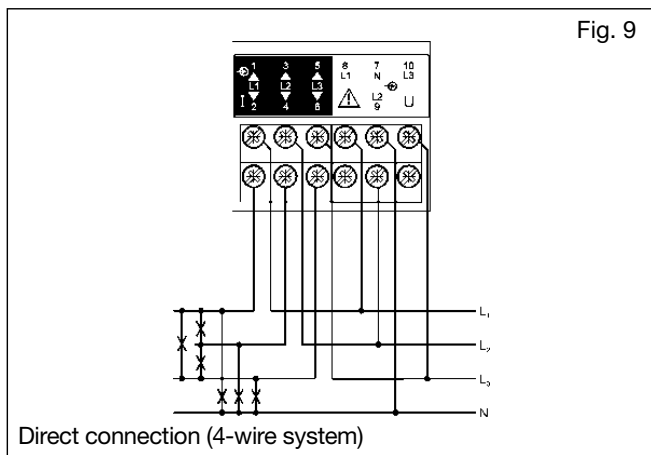 Fig. 9
1 3 5 8 7 10
L1 N L3
L1 L2 L3
I 2 4 6 L2 U
9
L1
L2
L3
N
Direct connection (4-wire system)